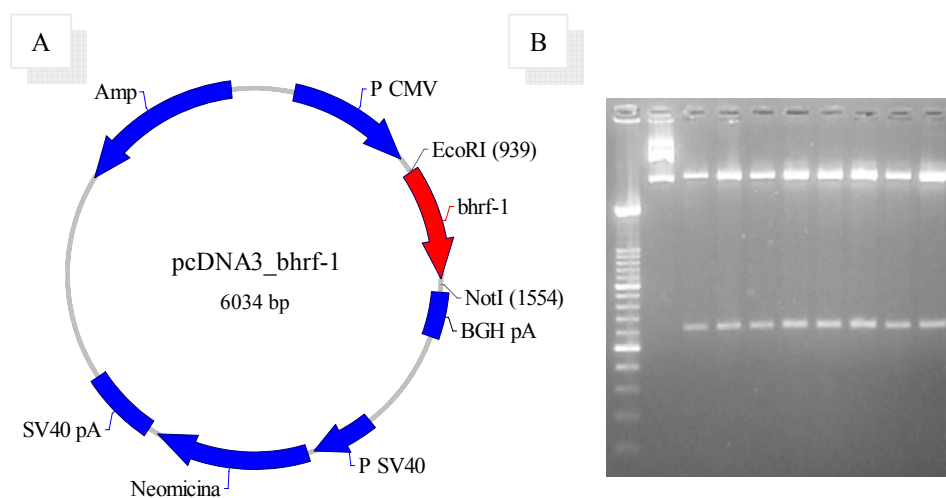 A
B
Amp
P CMV
EcoRI (939)
bhrf-1
pcDNA3_bhrf-1
6034 bp
NotI (1554)
BGH pA
SV40 pA
P SV40
Neomicina